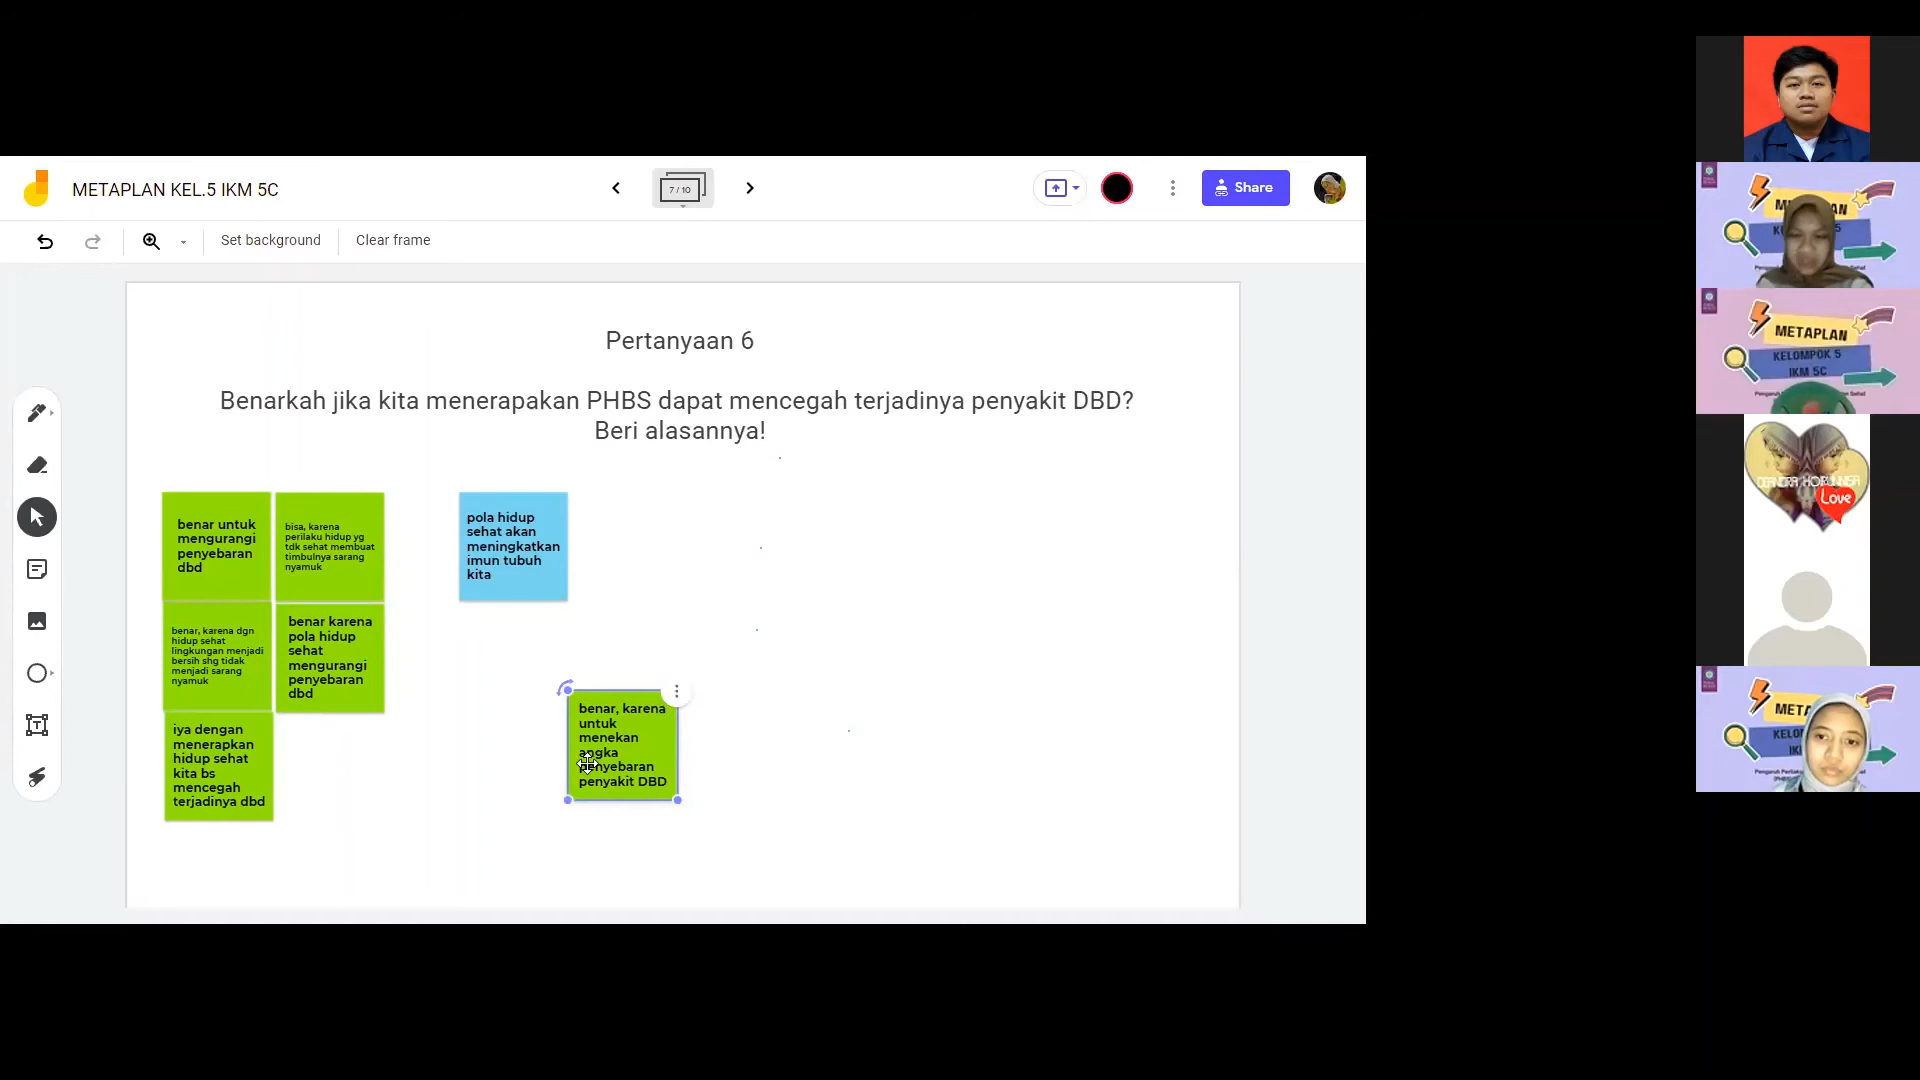 METAPLAN KEL.5 IKM 5C
7 / 10
Share
Set background
Clear frame
Pertanyaan 6
Benarkah jika kita menerapakan PHBS dapat mencegah terjadinya penyakit DBD?
Beri alasannya!
benar untuk
mengurangi
penyebaran
dbd
bisa, karena
perilaku hidup yg
tdk sehat membuat
timbulnya sarang
nyamuk
benar, karena dgn
hidup sehat
lingkungan menjadi
bersih shg tidak
menjadi sarang
nyamuk
benar karena
pola hidup
sehat
mengurangi
penyebaran
dbd
iya dengan
menerapkan
hidup sehat
kita bs
mencegah
terjadinya dbd
pola hidup
sehat akan
meningkatkan
imun tubuh
kita
benar, karena
untuk
menekan
angka
penyebaran
penyakit DBD
METAPLAN
KELOMPOK 5
IKM 5C
Love